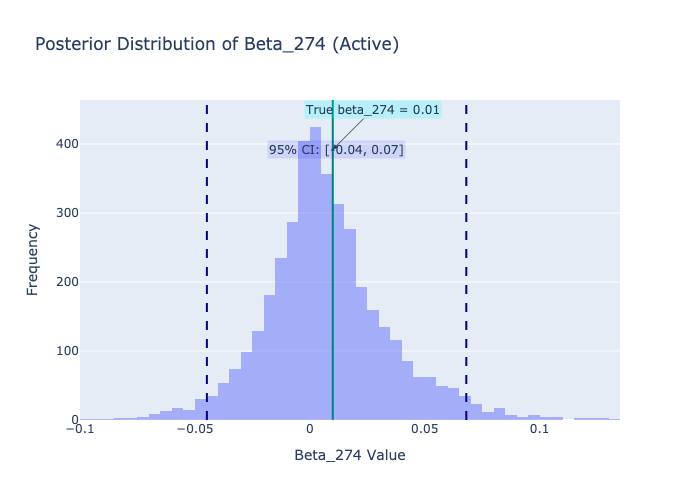 Posterior Distribution of Beta_274 (Active)
True beta_274 = 0.01
95% CI: [-0.04, 0.07]
400
300
200
100
0
−0.1
−0.05
0
0.05
0.1
Frequency
Beta_274 Value